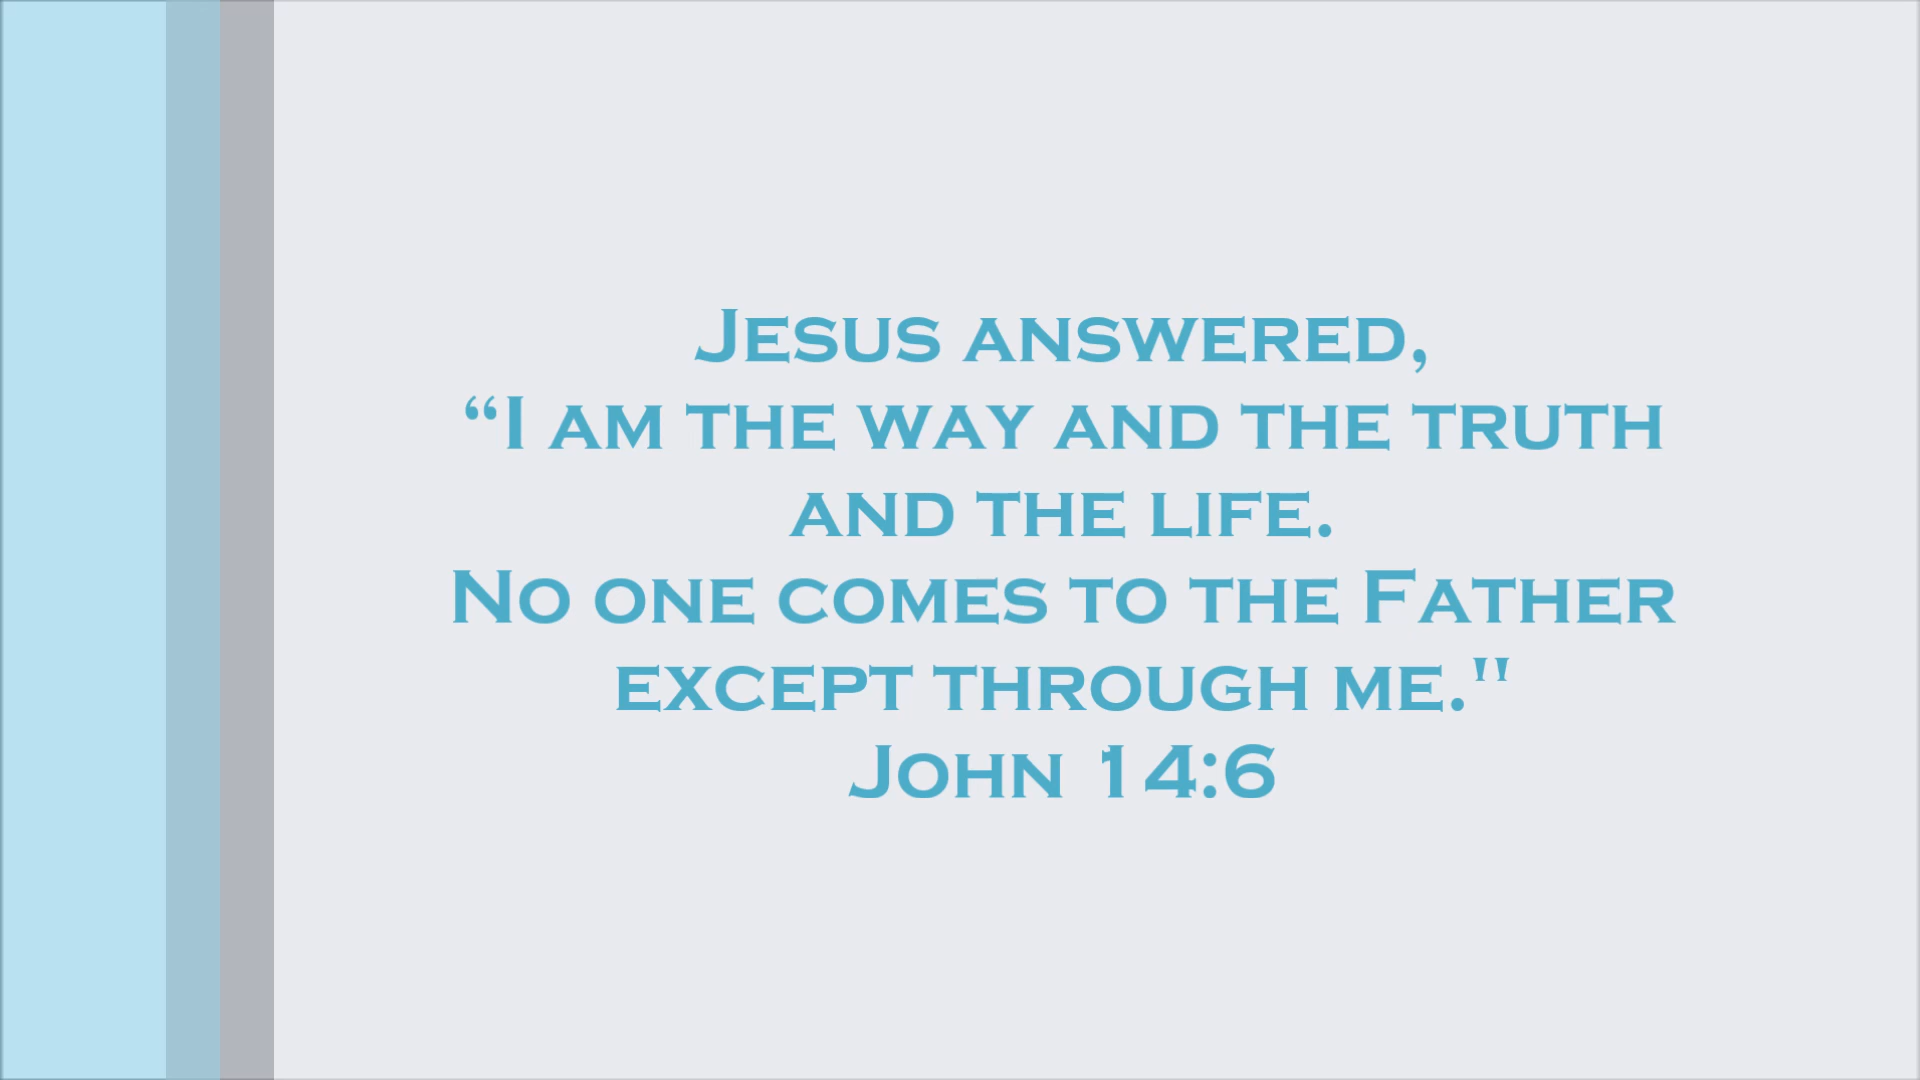 Jesus answered,
“I am the way and the truth
and the life.
No one comes to the Father
except through me."
John 14:6